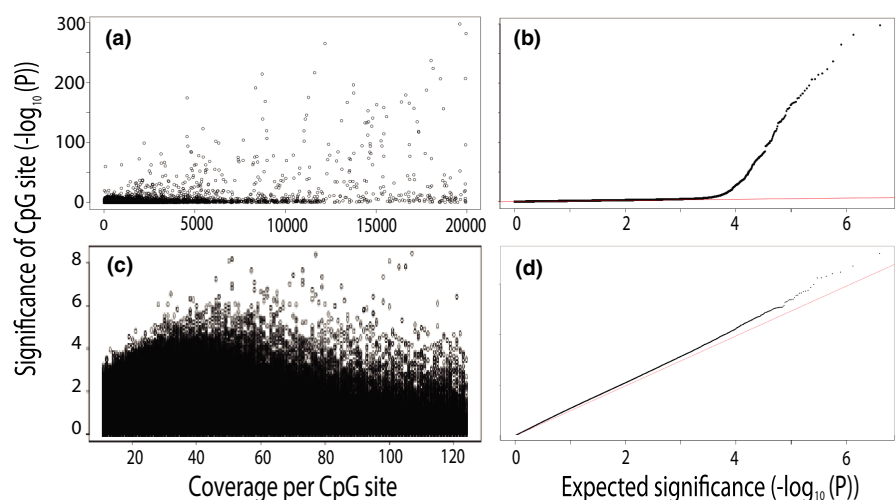 Significance of CpG site (-log10 (P))
(a)
300
200
100
0
0 5000 10000 15000 20000
(b)
0 2 4 6
(c)
8
6
4
2
0
20 40 60 80 100 120
Coverage per CpG site
(d)
0 2 4 6
Expected significance (-log10 (P))